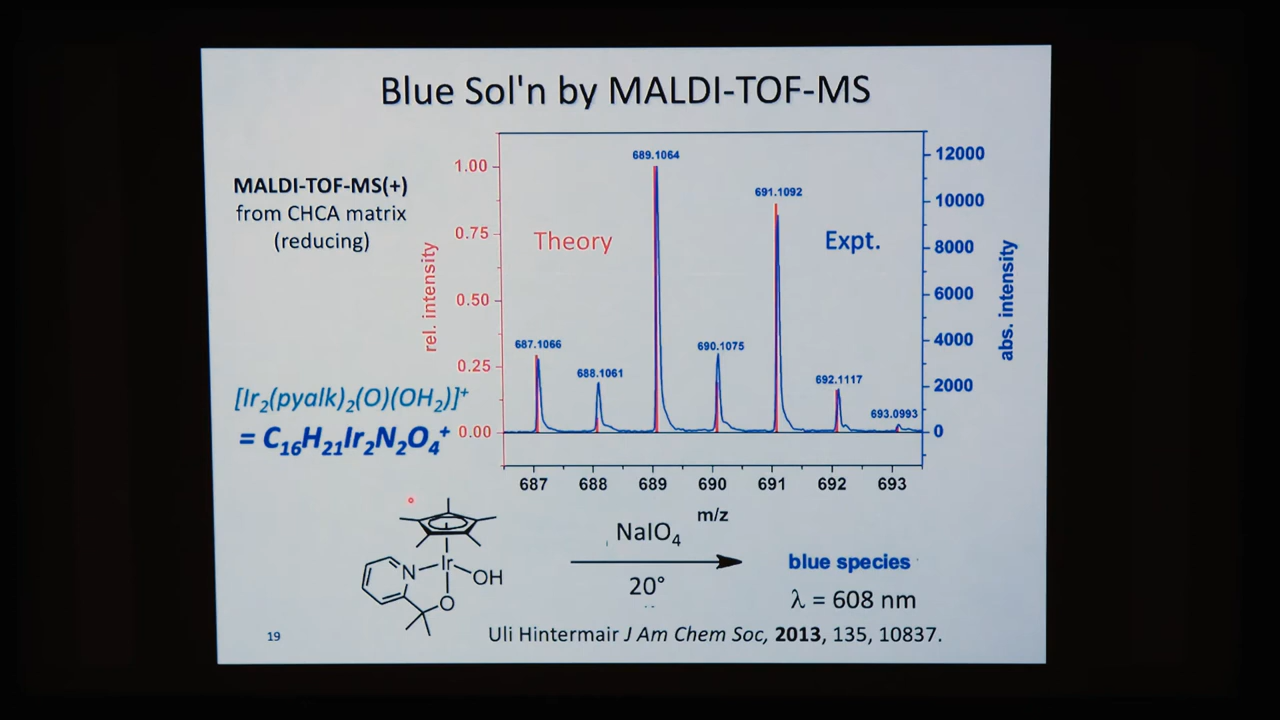 Blue Sol'n by MALDI-TOF-MS
MALDI-TOF-MS(+)
from CHCA matrix
(reducing)
rel. intensity
1.00
0.75
0.50
0.25
0.00
Theory
Expt.
687.1066
688.1061
689.1064
690.1075
691.1092
692.1117
693.0993
12000
10000
8000
6000
4000
2000
0
abs. intensity
687 688 689 690 691 692 693
m/z
[Ir₂(pyalk)₂(O)(OH₂)]⁺
= C₁₆H₂₁Ir₂N₂O₄⁺
Ir
N
OH
O
NaIO₄
20°
blue species
λ = 608 nm
19
Uli Hintermair J Am Chem Soc, 2013, 135, 10837.